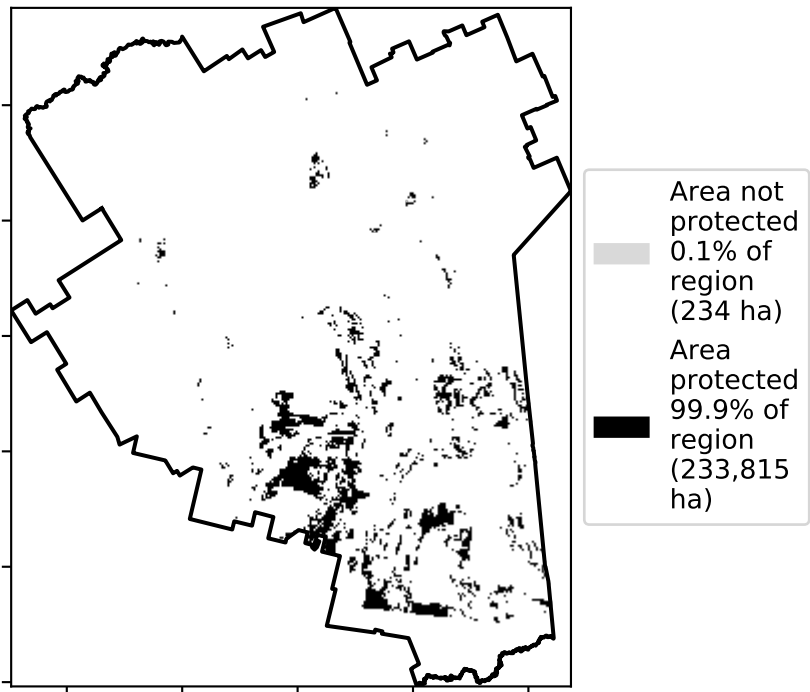 Area not
protected
0.1% of
region
(234 ha)
Area
protected
99.9% of
region
(233,815
ha)